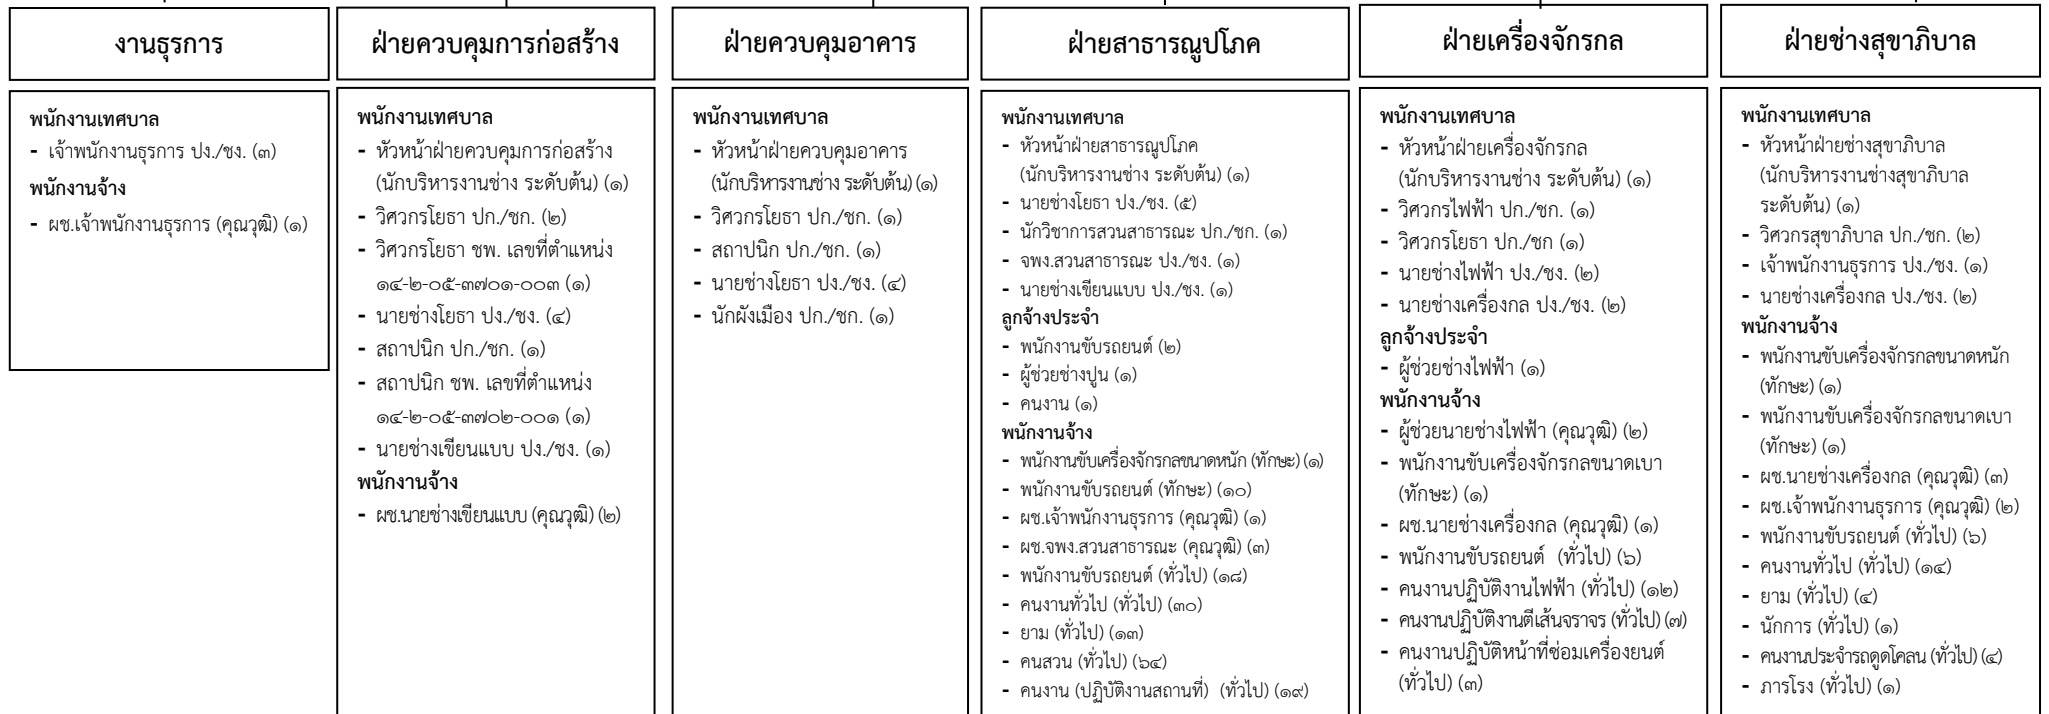 งานธุรการ
พนักงานเทศบาล
- เจ้าพนักงานธุรการ ปง./ชง. (๓)
พนักงานจ้าง
- ผช.เจ้าพนักงานธุรการ (คุณวุฒิ) (๑)
ฝ่ายควบคุมการก่อสร้าง
พนักงานเทศบาล
- หัวหน้าฝ่ายควบคุมการก่อสร้าง
(นักบริหารงานช่าง ระดับต้น) (๑)
- วิศวกรโยธา ปก./ชก. (๒)
- วิศวกรโยธา ชพ. เลขที่ตำแหน่ง
๑๔-๒-๐๕-๓๗๐๑-๐๐๓ (๑)
- นายช่างโยธา ปง./ชง. (๔)
- สถาปนิก ปก./ชก. (๑)
- สถาปนิก ชพ. เลขที่ตำแหน่ง
๑๔-๒-๐๕-๓๗๐๒-๐๐๑ (๑)
- นายช่างเขียนแบบ ปง./ชง. (๑)
พนักงานจ้าง
- ผช.นายช่างเขียนแบบ (คุณวุฒิ) (๒)
ฝ่ายควบคุมอาคาร
พนักงานเทศบาล
- หัวหน้าฝ่ายควบคุมอาคาร
(นักบริหารงานช่าง ระดับต้น) (๑)
- วิศวกรโยธา ปก./ชก. (๑)
- สถาปนิก ปก./ชก. (๑)
- นายช่างโยธา ปง./ชง. (๔)
- นักผังเมือง ปก./ชก. (๑)
ฝ่ายสาธารณูปโภค
พนักงานเทศบาล
- หัวหน้าฝ่ายสาธารณูปโภค
(นักบริหารงานช่าง ระดับต้น) (๑)
- นายช่างโยธา ปง./ชง. (๕)
- นักวิชาการสวนสาธารณะ ปก./ชก. (๑)
- จพง.สวนสาธารณะ ปง./ชง. (๑)
- นายช่างเขียนแบบ ปง./ชง. (๑)
ลูกจ้างประจำ
- พนักงานขับรถยนต์ (๒)
- ผู้ช่วยช่างปูน (๑)
- คนงาน (๑)
พนักงานจ้าง
- พนักงานขับเครื่องจักรกลขนาดหนัก (ทักษะ) (๑)
- พนักงานขับรถยนต์ (ทักษะ) (๑๐)
- ผช.เจ้าพนักงานธุรการ (คุณวุฒิ) (๑)
- ผช.จพง.สวนสาธารณะ (คุณวุฒิ) (๓)
- พนักงานขับรถยนต์ (ทั่วไป) (๑๘)
- คนงานทั่วไป (ทั่วไป) (๓๐)
- ยาม (ทั่วไป) (๑๓)
- คนสวน (ทั่วไป) (๖๔)
- คนงาน (ปฏิบัติงานสถานที่) (ทั่วไป) (๑๙)
ฝ่ายเครื่องจักรกล
พนักงานเทศบาล
- หัวหน้าฝ่ายเครื่องจักรกล
(นักบริหารงานช่าง ระดับต้น) (๑)
- วิศวกรไฟฟ้า ปก./ชก. (๑)
- วิศวกรโยธา ปก./ชก (๑)
- นายช่างไฟฟ้า ปง./ชง. (๒)
- นายช่างเครื่องกล ปง./ชง. (๒)
ลูกจ้างประจำ
- ผู้ช่วยช่างไฟฟ้า (๑)
พนักงานจ้าง
- ผู้ช่วยนายช่างไฟฟ้า (คุณวุฒิ) (๒)
- พนักงานขับเครื่องจักรกลขนาดเบา
(ทักษะ) (๑)
- ผช.นายช่างเครื่องกล (คุณวุฒิ) (๑)
- พนักงานขับรถยนต์ (ทั่วไป) (๖)
- คนงานปฏิบัติงานไฟฟ้า (ทั่วไป) (๑๒)
- คนงานปฏิบัติงานตีเส้นจราจร (ทั่วไป) (๗)
- คนงานปฏิบัติหน้าที่ซ่อมเครื่องยนต์
(ทั่วไป) (๓)
ฝ่ายช่างสุขาภิบาล
พนักงานเทศบาล
- หัวหน้าฝ่ายช่างสุขาภิบาล
(นักบริหารงานช่างสุขาภิบาล
ระดับต้น) (๑)
- วิศวกรสุขาภิบาล ปก./ชก. (๒)
- เจ้าพนักงานธุรการ ปง./ชง. (๑)
- นายช่างเครื่องกล ปง./ชง. (๒)
พนักงานจ้าง
- พนักงานขับเครื่องจักรกลขนาดหนัก
(ทักษะ) (๑)
- พนักงานขับเครื่องจักรกลขนาดเบา
(ทักษะ) (๑)
- ผช.นายช่างเครื่องกล (คุณวุฒิ) (๓)
- ผช.เจ้าพนักงานธุรการ (คุณวุฒิ) (๒)
- พนักงานขับรถยนต์ (ทั่วไป) (๖)
- คนงานทั่วไป (ทั่วไป) (๑๔)
- ยาม (ทั่วไป) (๔)
- นักการ (ทั่วไป) (๑)
- คนงานประจำรถดูดโคลน (ทั่วไป) (๔)
- ภารโรง (ทั่วไป) (๑)